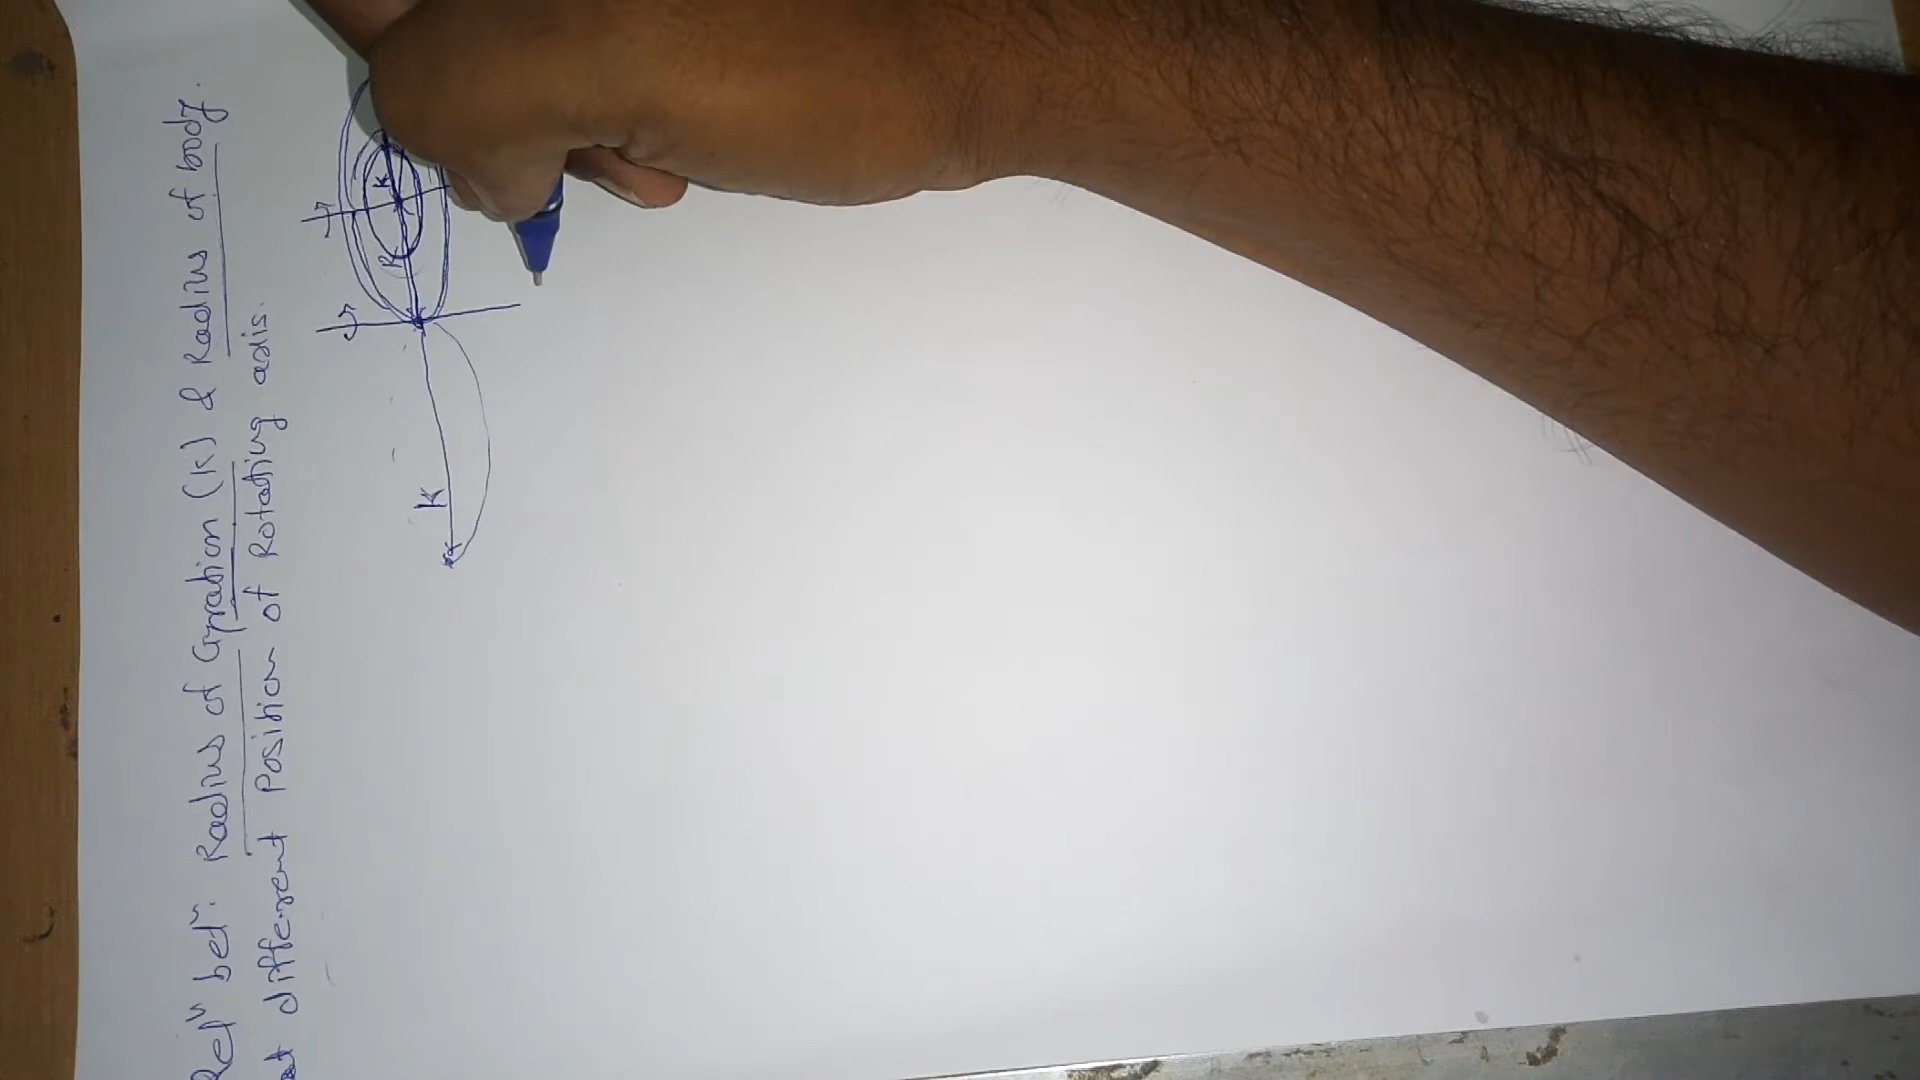 Relⁿ betⁿ. Radius of Gyration (K) & Radius of body.
at different Position of Rotating axis.
K
R
K